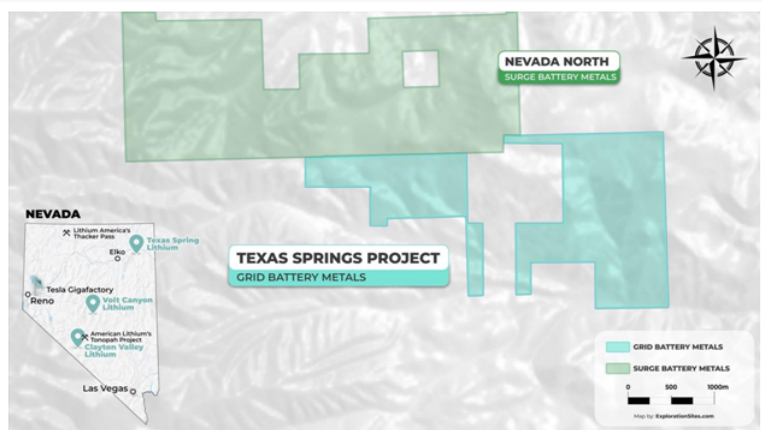 NEVADA NORTH
SURGE BATTERY METALS
NEVADA
Lithium America's
Thacker Pass
Texas Spring
Lithium
Elko
Tesla Gigafactory
Reno
Volt Canyon
Lithium
American Lithium's
Tonopah Project
Clayton Valley
Lithium
Las Vegas
TEXAS SPRINGS PROJECT
GRID BATTERY METALS
GRID BATTERY METALS
SURGE BATTERY METALS
0 500 1000m
Map by: ExplorationSites.com